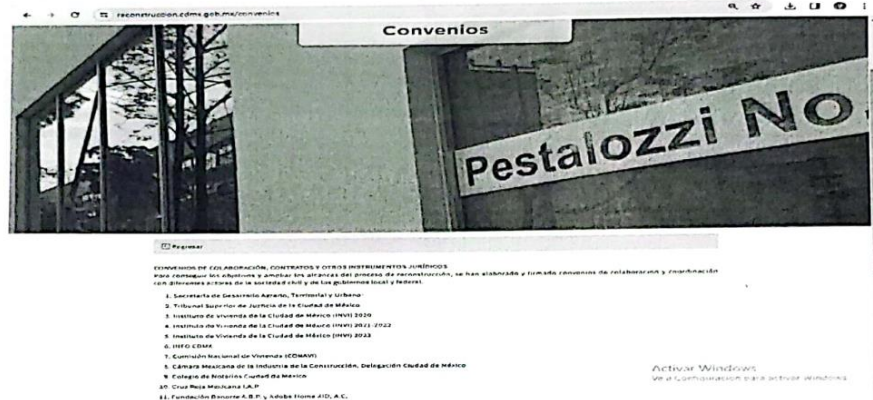 reconstruccion.cdmx.gob.mx/convenios
Convenios
Pestalozzi No.
Regresar
CONVENIOS DE COLABORACIÓN, CONTRATOS Y OTROS INSTRUMENTOS JURÍDICOS
Para conseguir los objetivos y ampliar los alcances del proceso de reconstrucción, se han elaborado y firmado convenios de colaboración y coordinación
con diferentes actores de la sociedad civil y de los gobiernos local y federal.
1. Secretaría de Desarrollo Agrario, Territorial y Urbano
2. Tribunal Superior de Justicia de la Ciudad de México
3. Instituto de Vivienda de la Ciudad de México (INVI) 2020
4. Instituto de Vivienda de la Ciudad de México (INVI) 2021-2022
5. Instituto de Vivienda de la Ciudad de México (INVI) 2023
6. INFO CDMX
7. Comisión Nacional de Vivienda (CONAVI)
8. Cámara Mexicana de la Industria de la Construcción, Delegación Ciudad de México
9. Colegio de Notarios Ciudad de México
10. Cruz Roja Mexicana I.A.P
11. Fundación Banorte A.B.P. y Adobe Home AID, A.C.
Activar Windows
Ve a Configuración para activar Windows.